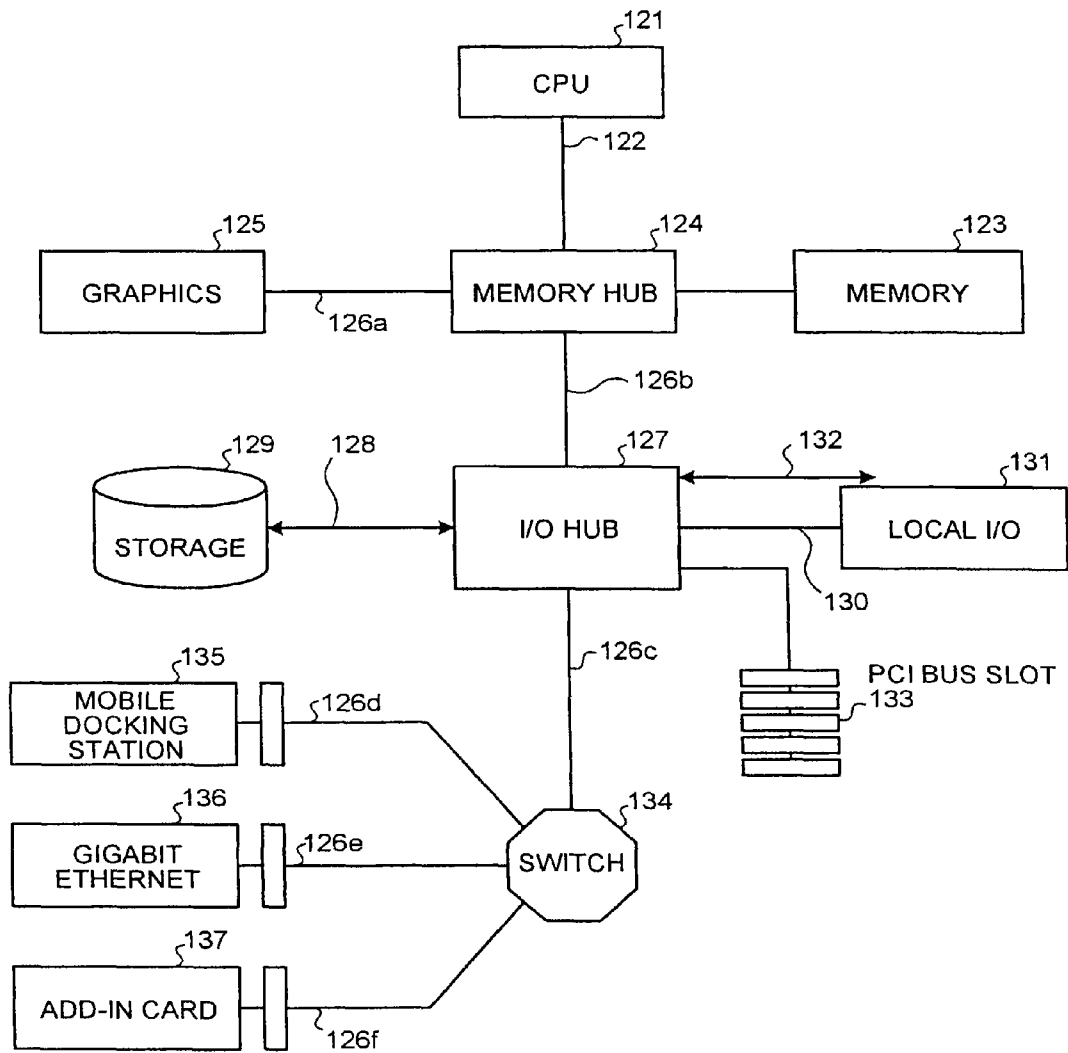 121
CPU
122
125
124
123
GRAPHICS
MEMORY HUB
MEMORY
126a
126b
129
128
127
132
131
STORAGE
I/O HUB
LOCAL I/O
130
126c
135
MOBILE
DOCKING
STATION
126d
PCI BUS SLOT
133
136
134
GIGABIT
ETHERNET
126e
SWITCH
137
ADD-IN CARD
126f